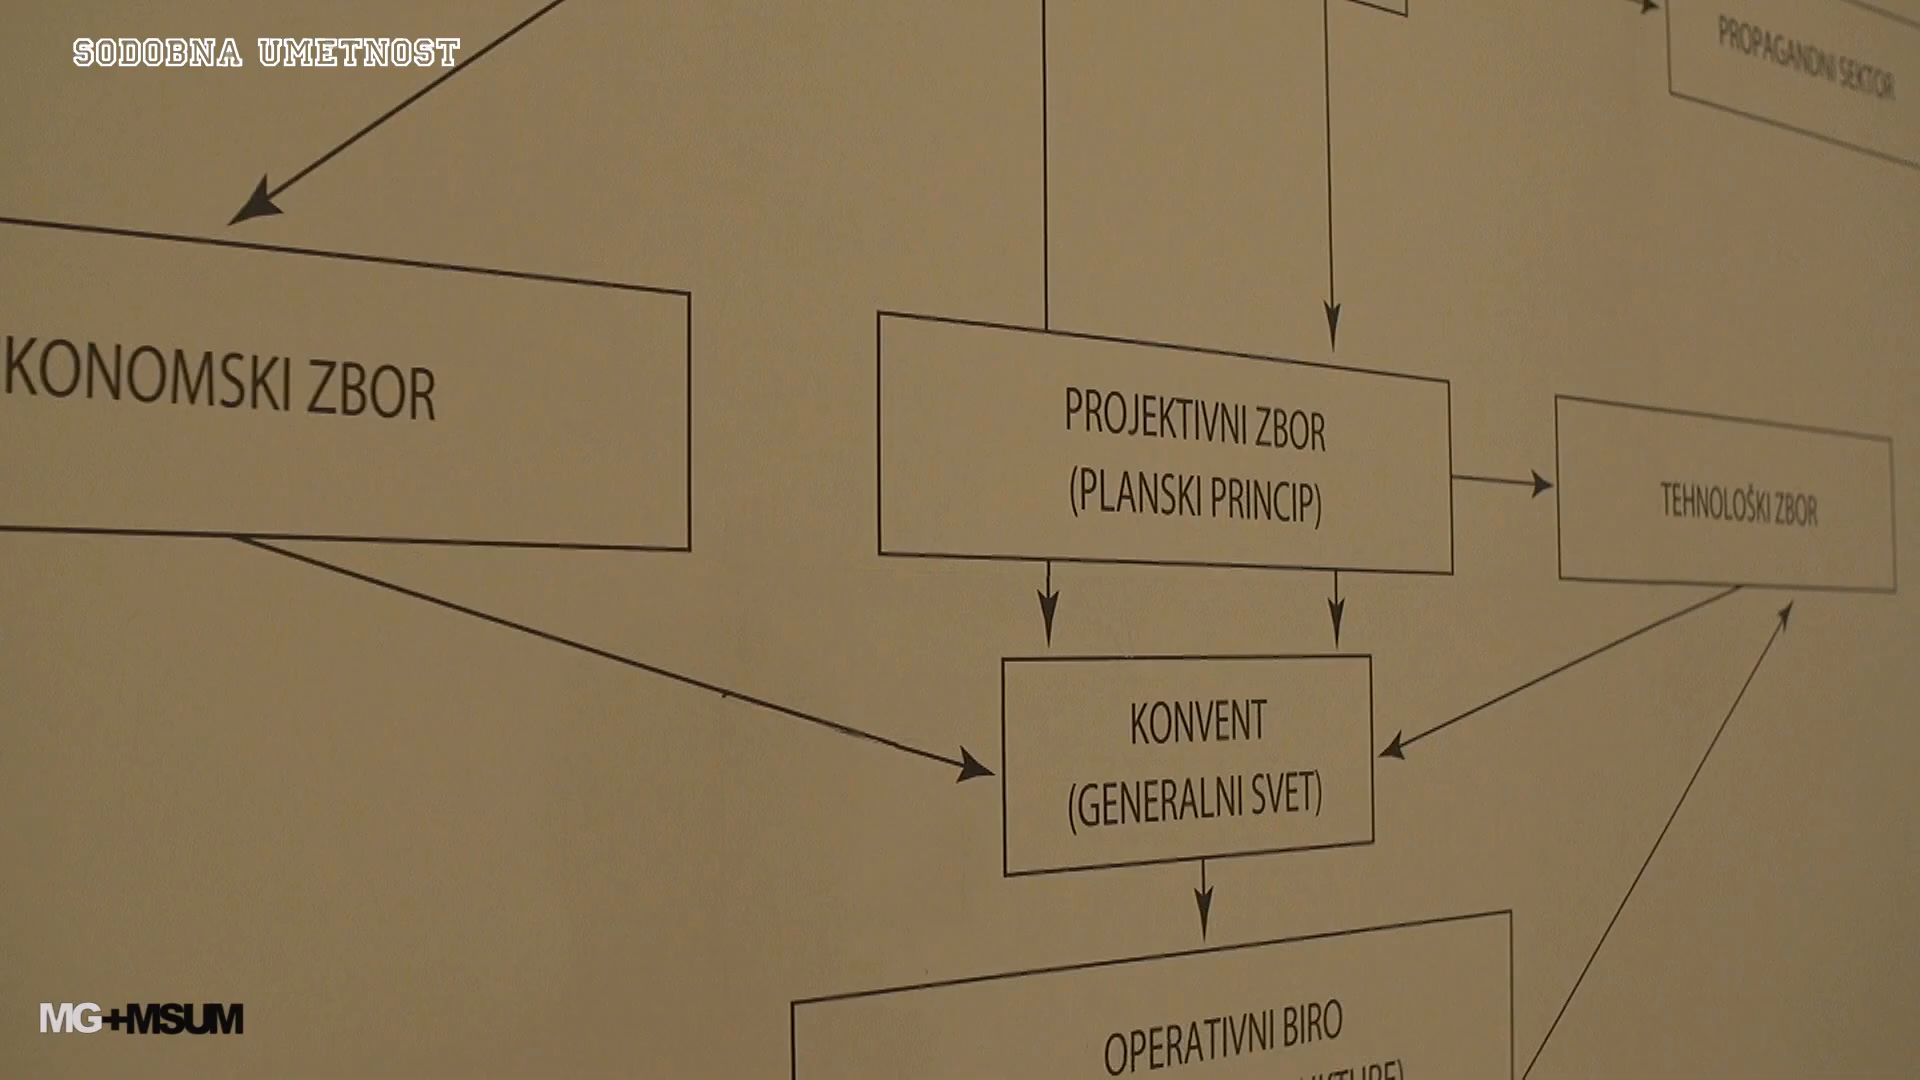 SODOBNA UMETNOST
PROPAGANDNI SEKTOR
KONOMSKI ZBOR
PROJEKTIVNI ZBOR
(PLANSKI PRINCIP)
TEHNOLOŠKI ZBOR
KONVENT
(GENERALNI SVET)
OPERATIVNI BIRO
MG+MSUM